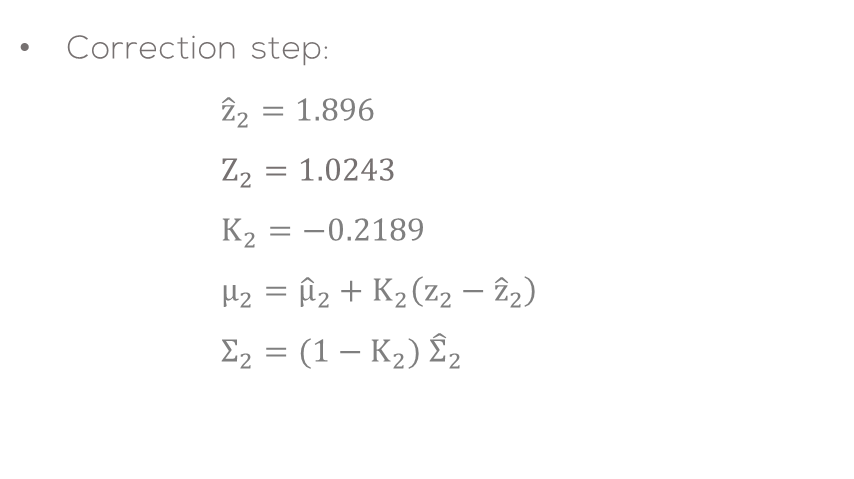 • Correction step:
ẑ₂ = 1.896
Z₂ = 1.0243
K₂ = −0.2189
μ₂ = μ̂₂ + K₂(z₂ − ẑ₂)
Σ₂ = (1 − K₂) Σ̂₂